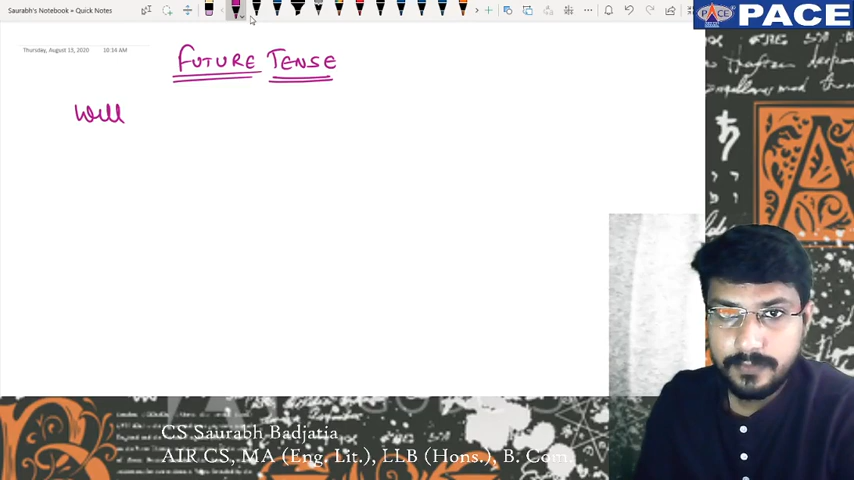 Saurabh's Notebook » Quick Notes
PACE
PACE
Thursday, August 13, 2020 10:14 AM
FUTURE TENSE
Will
A
CS Saurabh Badjatia
AIR CS, MA (Eng. Lit.), LLB (Hons.), B. Com.